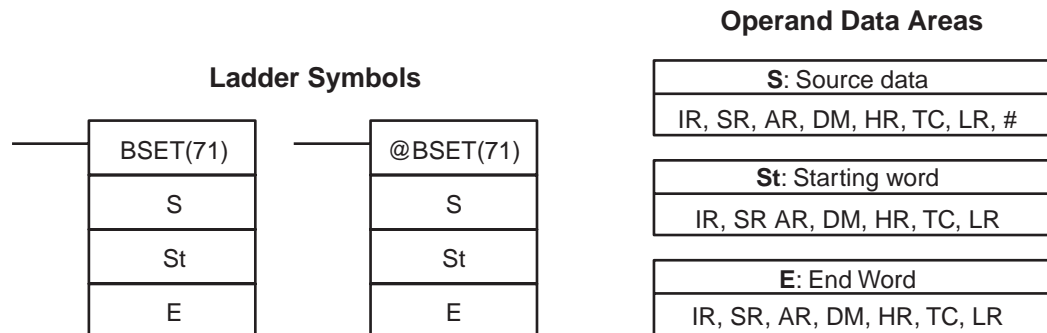 Ladder Symbols
BSET(71)
S
St
E
@BSET(71)
S
St
E
Operand Data Areas
S: Source data
IR, SR, AR, DM, HR, TC, LR, #
St: Starting word
IR, SR AR, DM, HR, TC, LR
E: End Word
IR, SR, AR, DM, HR, TC, LR